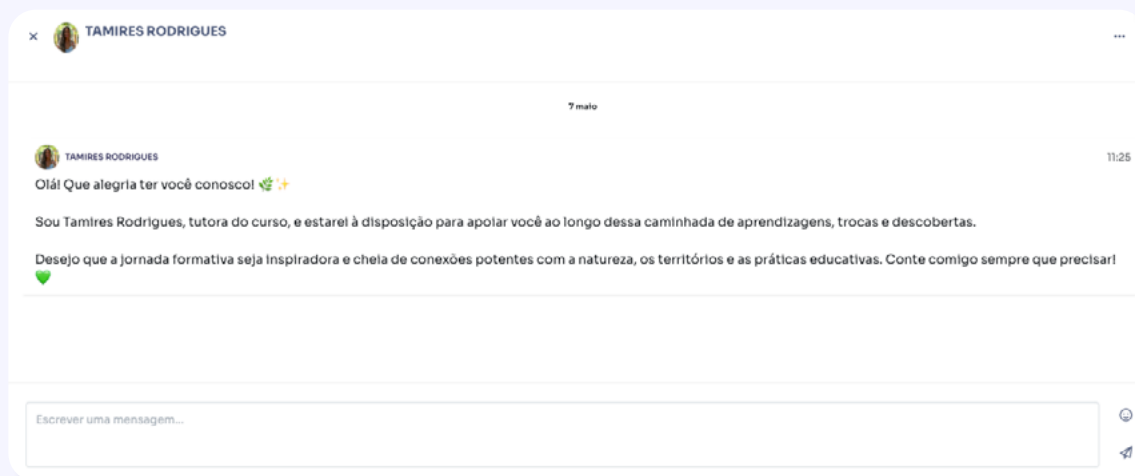 TAMIRES RODRIGUES
7 maio
TAMIRES RODRIGUES
11:25
Olá! Que alegria ter você conosco! 🌿✨
Sou Tamires Rodrigues, tutora do curso, e estarei à disposição para apoiar você ao longo dessa caminhada de aprendizagens, trocas e descobertas.
Desejo que a jornada formativa seja inspiradora e cheia de conexões potentes com a natureza, os territórios e as práticas educativas. Conte comigo sempre que precisar!
💚
Escrever uma mensagem...